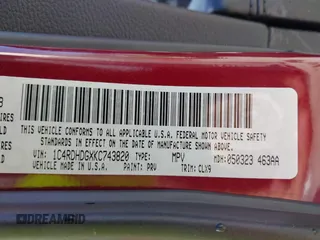 THIS VEHICLE CONFORMS TO ALL APPLICABLE U.S.A. FEDERAL MOTOR VEHICLE SAFETY
STANDARDS IN EFFECT ON THE DATE OF MANUFACTURE SHOWN ABOVE.
VIN: 1C4RDHDGXKC743820 TYPE: MPV MDH: 050323 463AA
VEHICLE MADE IN U.S.A. PAINT: PRV TRIM: CLX9
DREAMBID